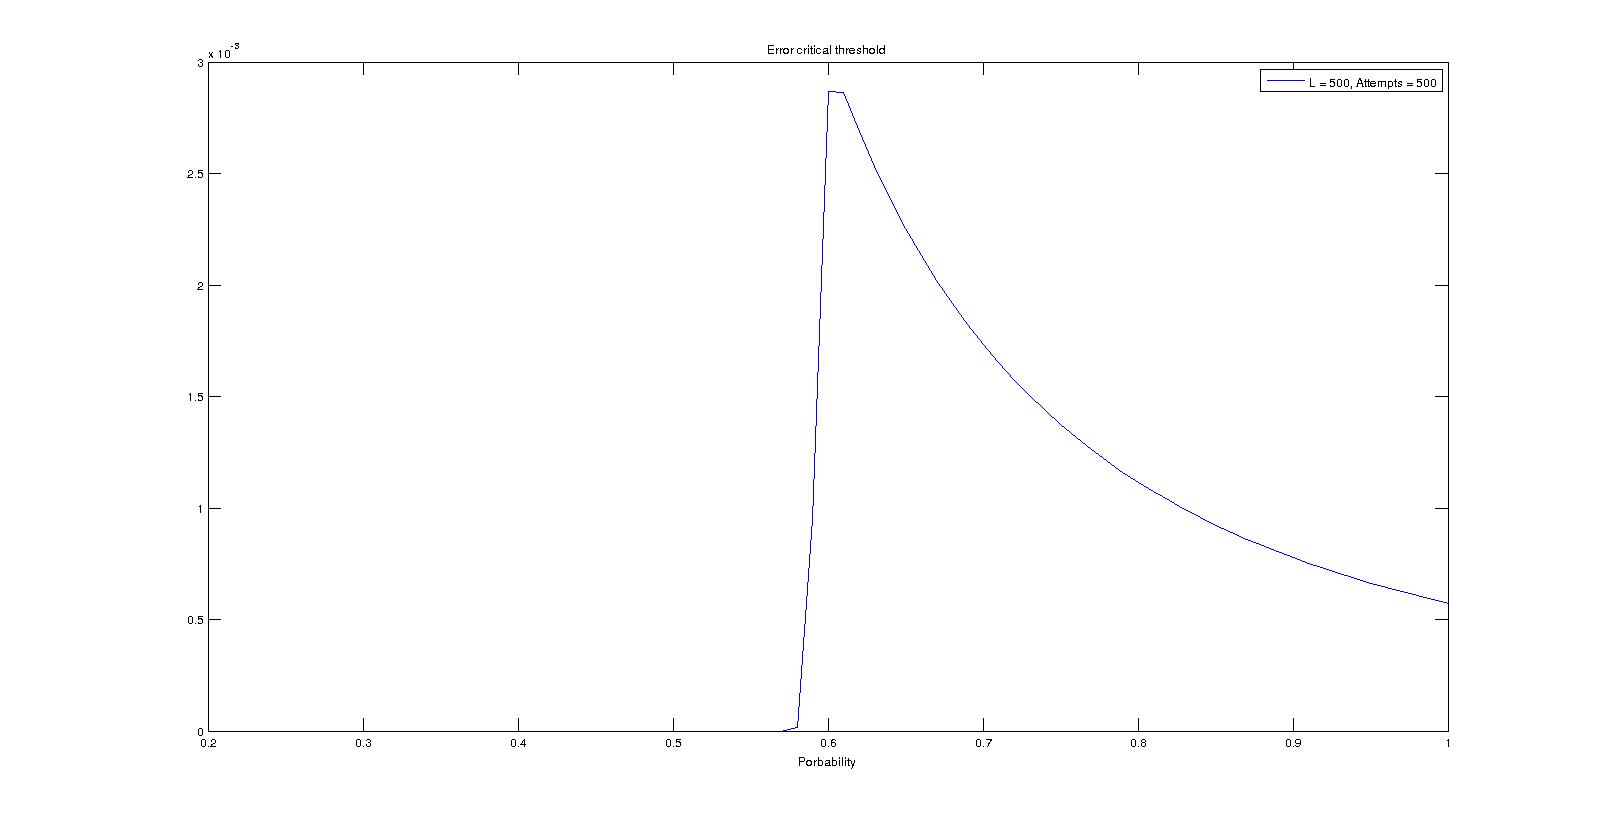 Error critical threshold
x 10^-3
L = 500, Attempts = 500
3
2.5
2
1.5
1
0.5
0
0.2 0.3 0.4 0.5 0.6 0.7 0.8 0.9 1
Porbability